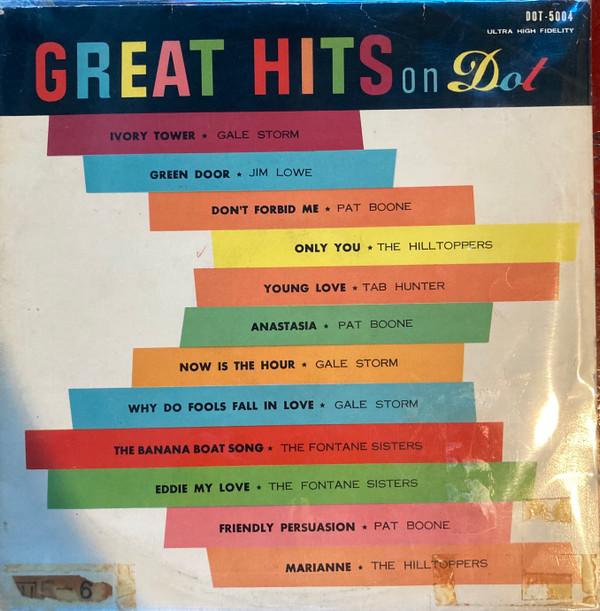 DOT-5004
ULTRA HIGH FIDELITY
GREAT HITS on Dot
IVORY TOWER ★ GALE STORM
GREEN DOOR ★ JIM LOWE
DON'T FORBID ME ★ PAT BOONE
ONLY YOU ★ THE HILLTOPPERS
YOUNG LOVE ★ TAB HUNTER
ANASTASIA ★ PAT BOONE
NOW IS THE HOUR ★ GALE STORM
WHY DO FOOLS FALL IN LOVE ★ GALE STORM
THE BANANA BOAT SONG ★ THE FONTANE SISTERS
EDDIE MY LOVE ★ THE FONTANE SISTERS
FRIENDLY PERSUASION ★ PAT BOONE
MARIANNE ★ THE HILLTOPPERS